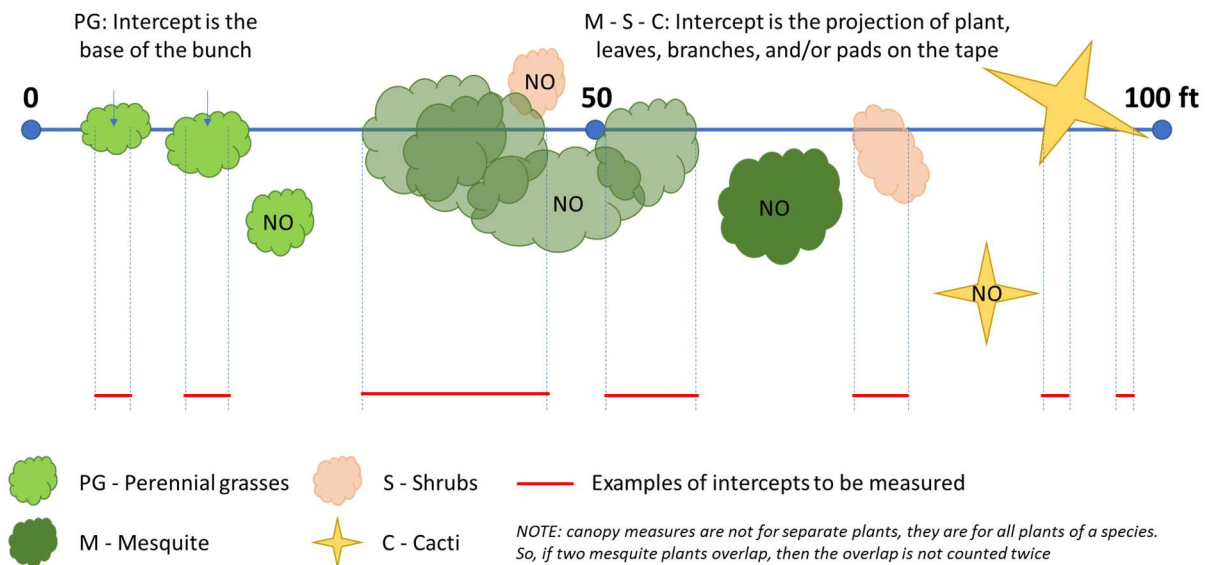 PG: Intercept is the
base of the bunch
M - S - C: Intercept is the projection of plant,
leaves, branches, and/or pads on the tape
0
50
100 ft
NO
NO
NO
NO
NO
PG - Perennial grasses
S - Shrubs
Examples of intercepts to be measured
M - Mesquite
C - Cacti
NOTE: canopy measures are not for separate plants, they are for all plants of a species.
So, if two mesquite plants overlap, then the overlap is not counted twice